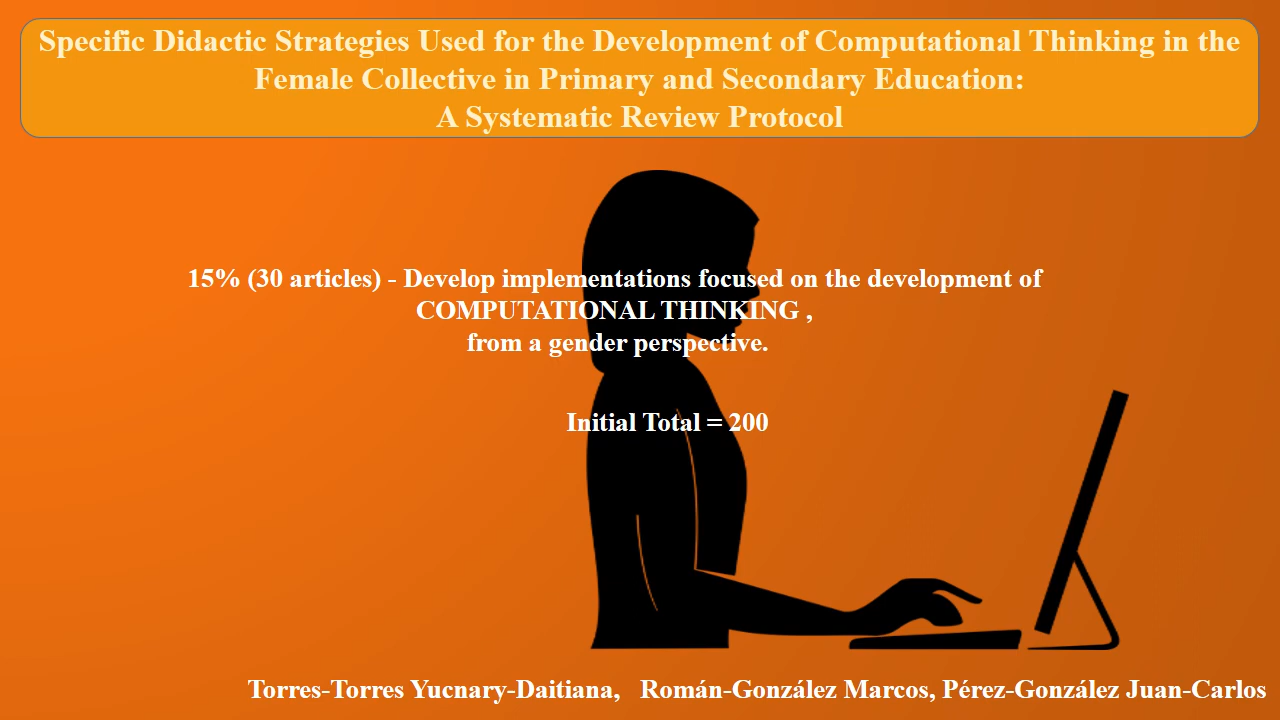 Specific Didactic Strategies Used for the Development of Computational Thinking in the
Female Collective in Primary and Secondary Education:
A Systematic Review Protocol
15% (30 articles) - Develop implementations focused on the development of
COMPUTATIONAL THINKING ,
from a gender perspective.
Initial Total = 200
Torres-Torres Yucnary-Daitiana, Román-González Marcos, Pérez-González Juan-Carlos